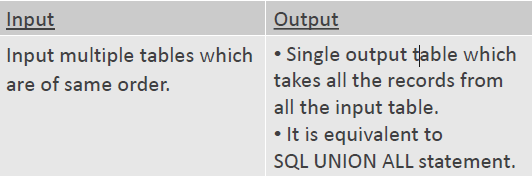 Input
Output
Input multiple tables which
are of same order.
• Single output table which
takes all the records from
all the input table.
• It is equivalent to
SQL UNION ALL statement.